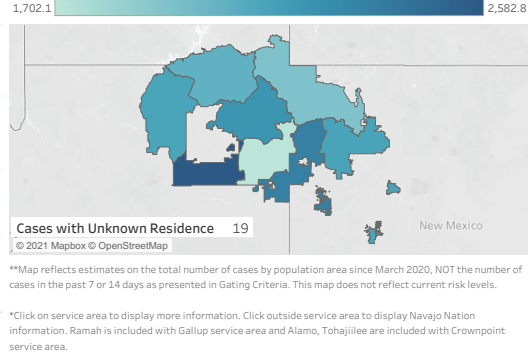 1,702.1 2,582.8
New Mexico
Cases with Unknown Residence 19
© 2021 Mapbox © OpenStreetMap
**Map reflects estimates on the total number of cases by population area since March 2020, NOT the number of
cases in the past 7 or 14 days as presented in Gating Criteria. This map does not reflect current risk levels.
*Click on service area to display more information. Click outside service area to display Navajo Nation
information. Ramah is included with Gallup service area and Alamo, Tohajiilee are included with Crownpoint
service area.